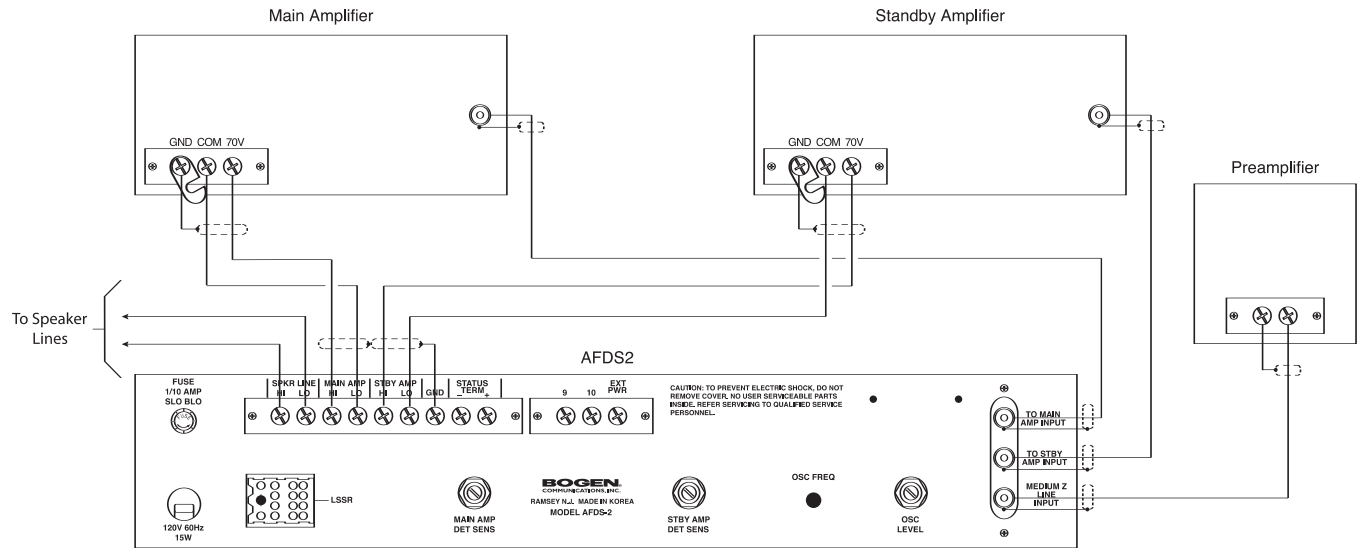 Main Amplifier
Standby Amplifier
GND COM 70V
GND COM 70V
Preamplifier
To Speaker
Lines
AFDS2
FUSE
1/10 AMP
SLO BLO
SPKR LINE MAIN AMP STBY AMP STATUS
HI LO HI LO HI LO GND TERM
- +
9 10 EXT
PWR
CAUTION: TO PREVENT ELECTRIC SHOCK, DO NOT
REMOVE COVER. NO USER SERVICEABLE PARTS
INSIDE. REFER SERVICING TO QUALIFIED SERVICE
PERSONNEL.
TO MAIN
AMP INPUT
TO STBY
AMP INPUT
MEDIUM Z
LINE
INPUT
120V 60Hz
15W
LSSR
MAIN AMP
DET SENS
BOGEN
COMMUNICATIONS, INC.
RAMSEY N.J. MADE IN KOREA
MODEL AFDS-2
STBY AMP
DET SENS
OSC FREQ
OSC
LEVEL